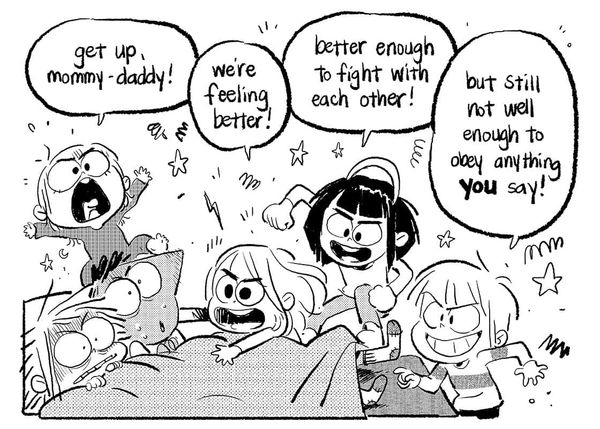 get up,
mommy-daddy!
we're
feeling
better!
better enough
to fight with
each other!
but still
not well
enough to
obey anything
you say!